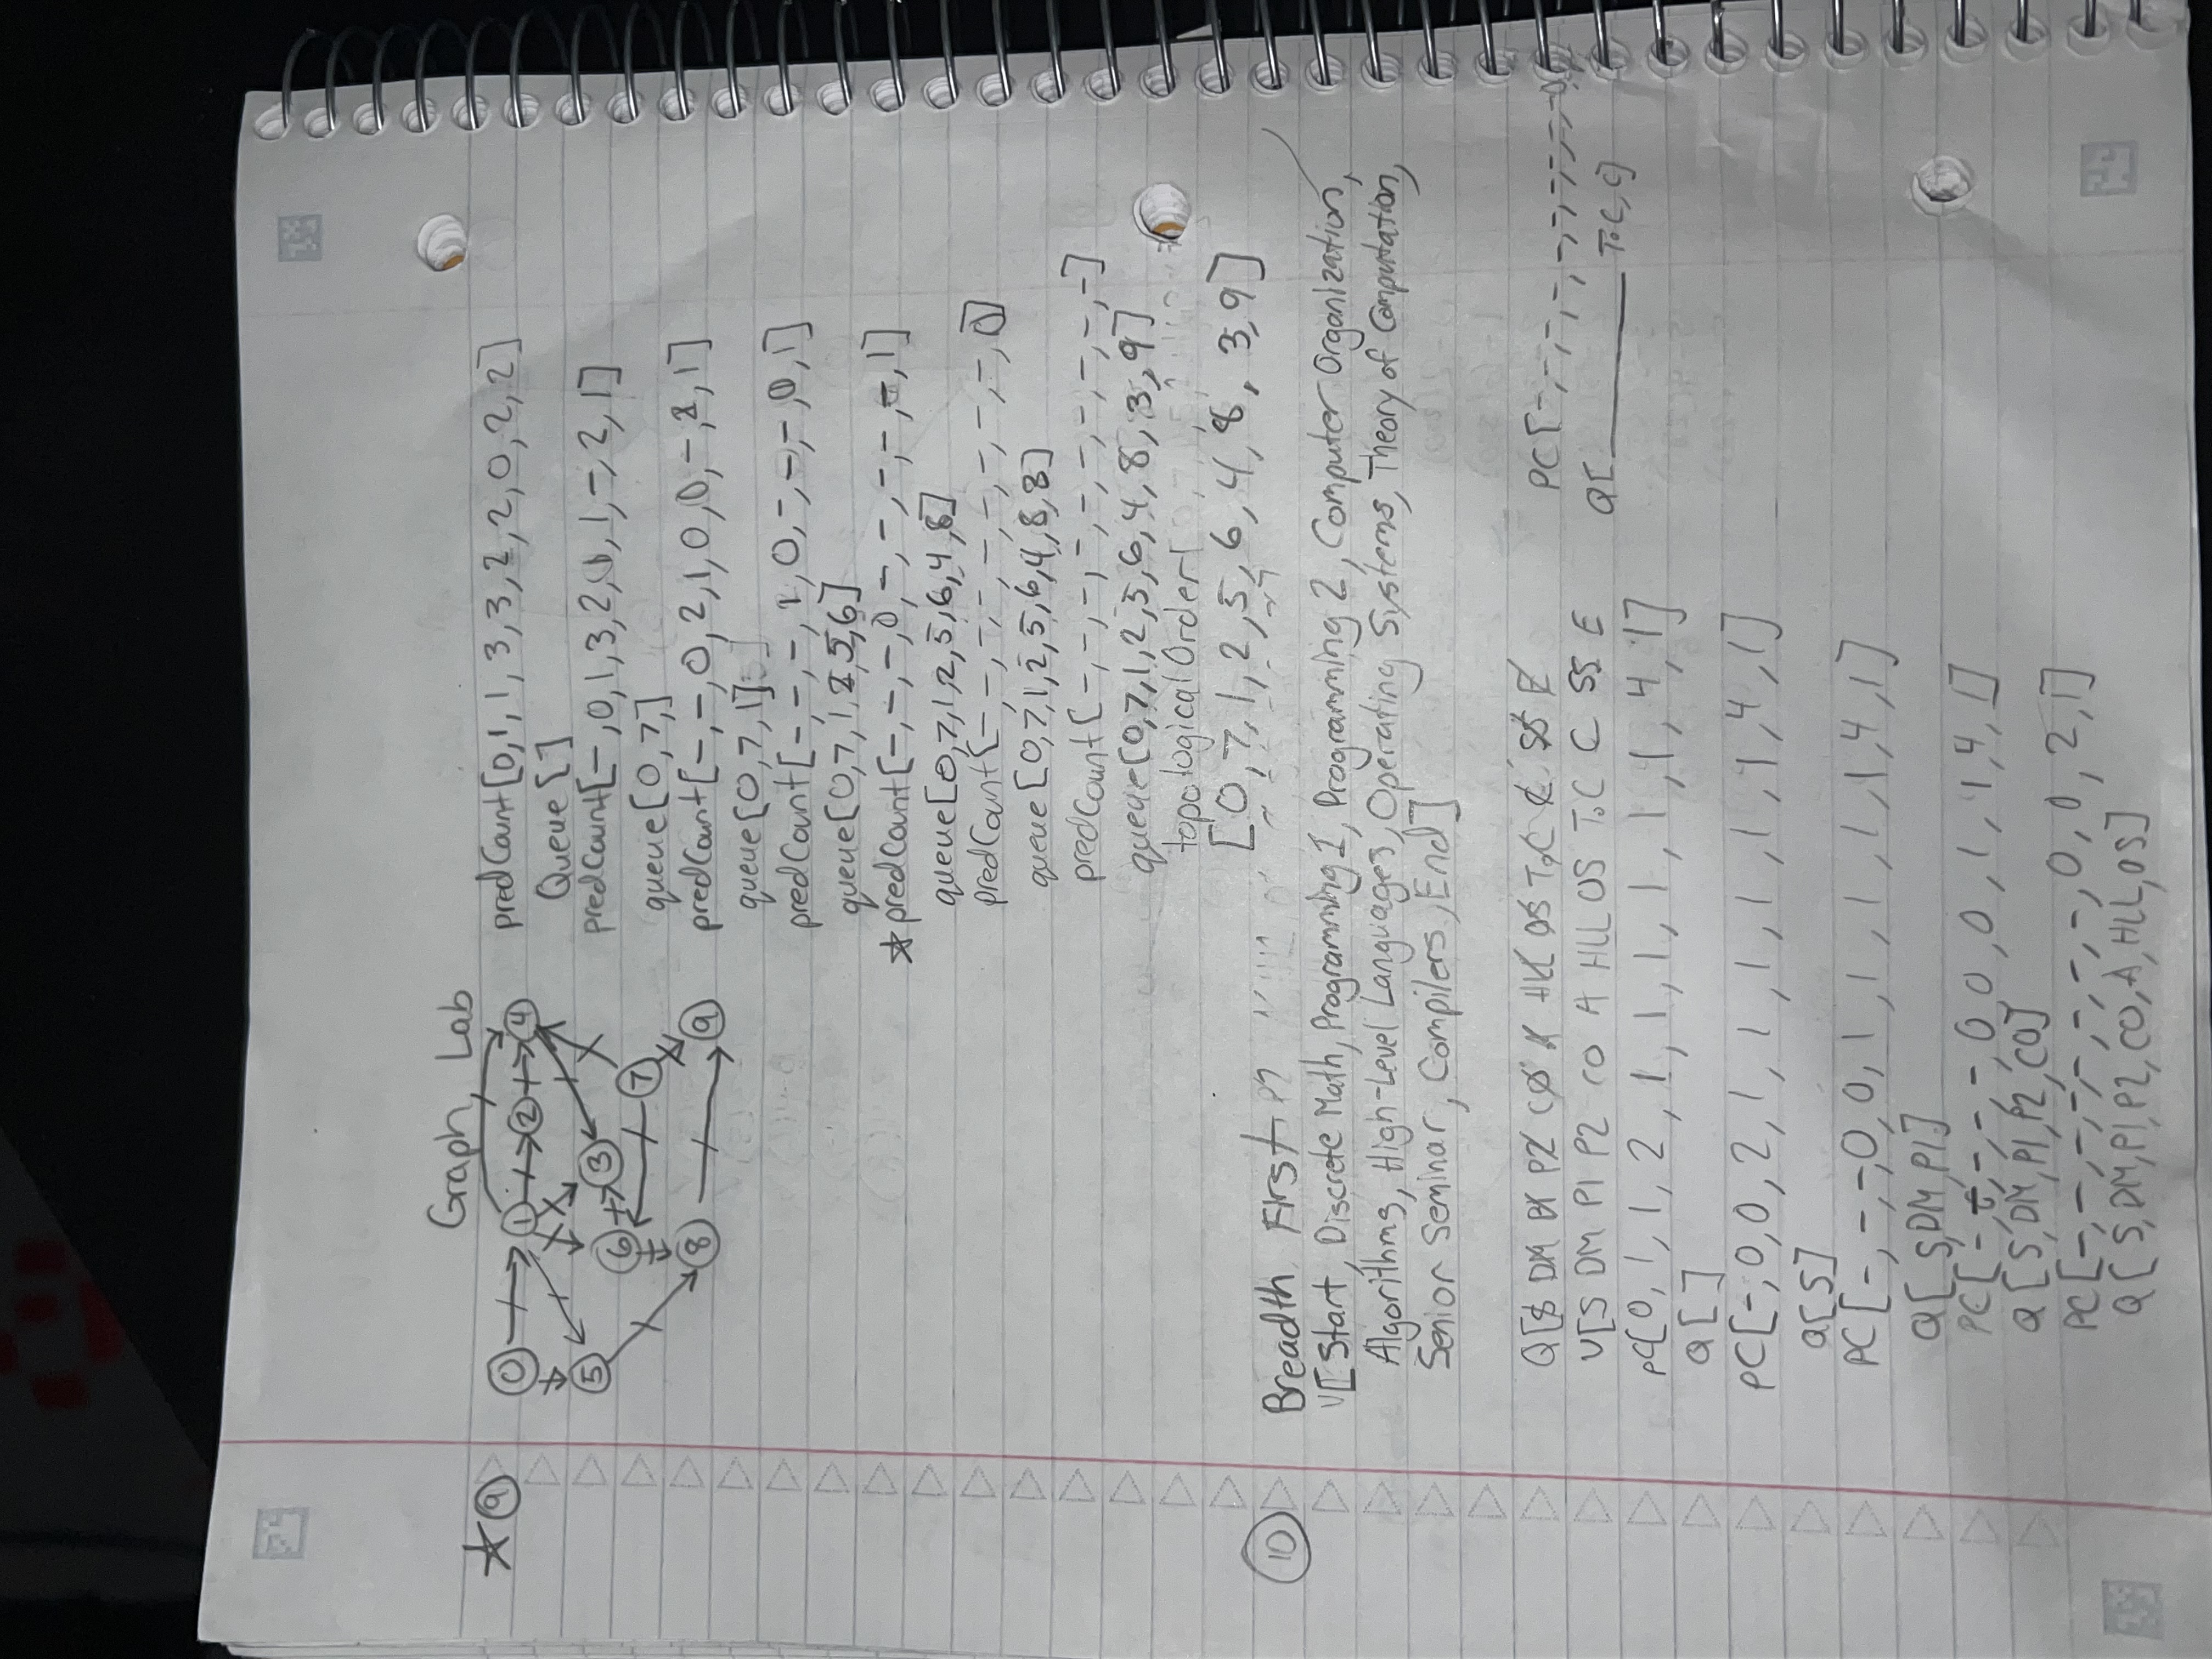 Graph Lab
☆ 9
0 1 2 4
5 6 3 7
8 9
predCount[0,1,1,3,3,2,2,0,2,2]
Queue[]
predCount[-,0,1,3,2,1,1,-,2,1]
queue[0,7,]
predCount[-,-,0,2,1,0,0,-,2,1]
queue[0,7,1]
predCount[-,-,-,1,0,-,-,-,0,1]
queue[0,7,1,2,5,6]
☆ predCount[-,-,-,0,-,-,-,-,-,1]
queue[0,7,1,2,5,6,4,8]
predCount[-,-,-,-,-,-,-,-,-,0]
queue[0,7,1,2,5,6,4,8,8]
predCount[-,-,-,-,-,-,-,-,-,-]
queue[0,7,1,2,5,6,4,8,3,9]
topologicalOrder[
[0,7,1,2,5,6,4,8,3,9]
10 Breadth First
V[Start, Discrete Math, Programming 1, Programming 2, Computer Organization,
Algorithms, High-Level Languages, Operating Systems, Theory of Computation,
Senior Seminar, Compilers, End]
Q[S DM P1 P2 CO A HLL OS ToC C SS E
V[S DM P1 P2 CO A HLL OS ToC C SS E
PC[0,1,1,2,1,1,1,1,1,1,4,1]
Q[]
PC[-,0,0,2,1,1,1,1,1,1,4,1]
Q[S]
PC[-,-,-,0,0,1,1,1,1,1,4,1]
Q[S,DM,P1]
PC[-,-,-,-,-,0,0,0,1,1,4,1]
Q[S,DM,P1,P2,CO]
PC[-,-,-,-,-,-,-,-,0,0,2,1]
Q[S,DM,P1,P2,CO,A,HLL,OS]
PC[-,-,-,-,-,-,-,-,-,-,0,
Q[________ ToC,C]